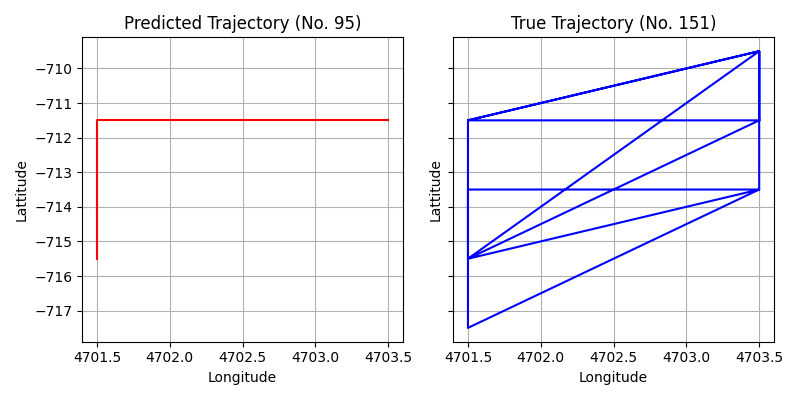 Predicted Trajectory (No. 95)
True Trajectory (No. 151)
−710
−711
−712
−713
−714
−715
−716
−717
Lattitude
Lattitude
4701.5 4702.0 4702.5 4703.0 4703.5
4701.5 4702.0 4702.5 4703.0 4703.5
Longitude
Longitude